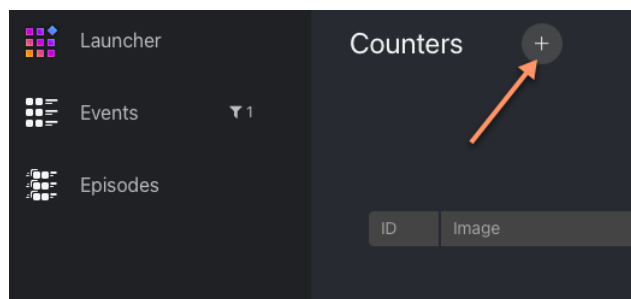 Launcher
Counters +
Events 1
Episodes
ID Image